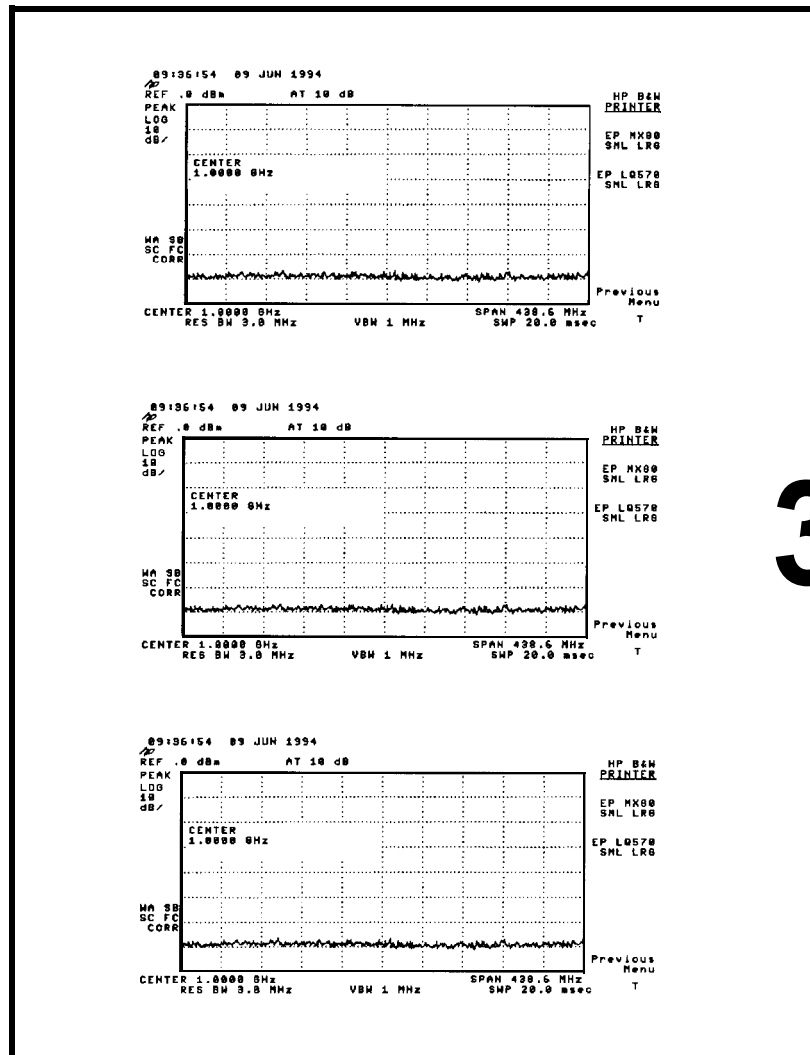 09:36:54 09 JUN 1994
REF .0 dBm AT 10 dB
PEAK
LOG
10
dB/
CENTER
1.0000 GHz
WA SB
SC FC
CORR
CENTER 1.0000 GHz SPAN 438.6 MHz
RES BW 3.0 MHz VBW 1 MHz SWP 20.0 msec
HP B&W
PRINTER
EP MX80
SML LRG
EP LQ570
SML LRG
Previous
Menu
T
09:36:54 09 JUN 1994
REF .0 dBm AT 10 dB
PEAK
LOG
10
dB/
CENTER
1.0000 GHz
WA SB
SC FC
CORR
CENTER 1.0000 GHz SPAN 438.6 MHz
RES BW 3.0 MHz VBW 1 MHz SWP 20.0 msec
HP B&W
PRINTER
EP MX80
SML LRG
EP LQ570
SML LRG
Previous
Menu
T
3
09:36:54 09 JUN 1994
REF .0 dBm AT 10 dB
PEAK
LOG
10
dB/
CENTER
1.0000 GHz
WA SB
SC FC
CORR
CENTER 1.0000 GHz SPAN 438.6 MHz
RES BW 3.0 MHz VBW 1 MHz SWP 20.0 msec
HP B&W
PRINTER
EP MX80
SML LRG
EP LQ570
SML LRG
Previous
Menu
T